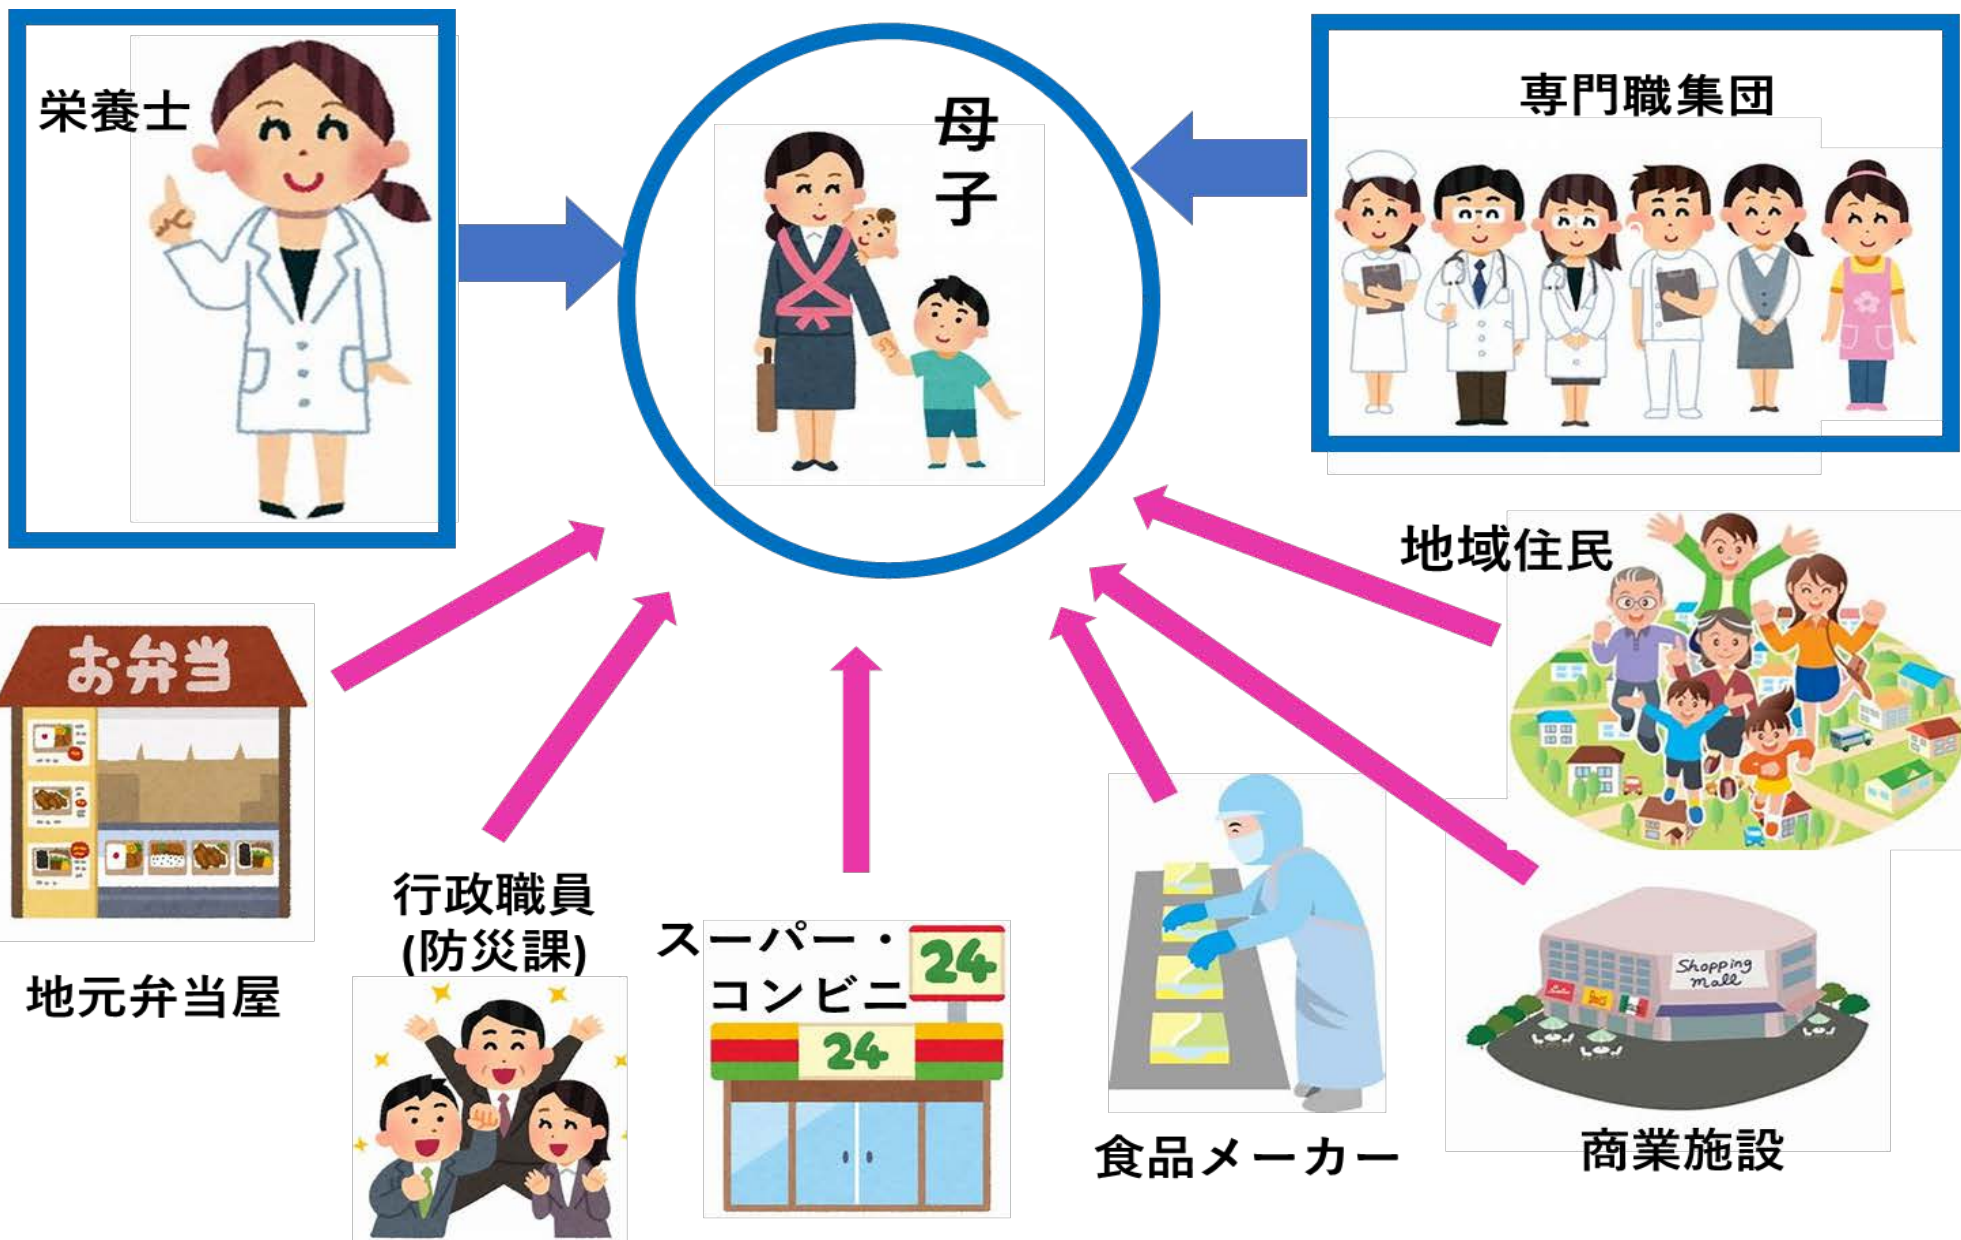 栄養士
母
子
専門職集団
地域住民
お弁当
地元弁当屋
行政職員
(防災課)
スーパー・
コンビニ
24
24
食品メーカー
Shopping
mall
商業施設